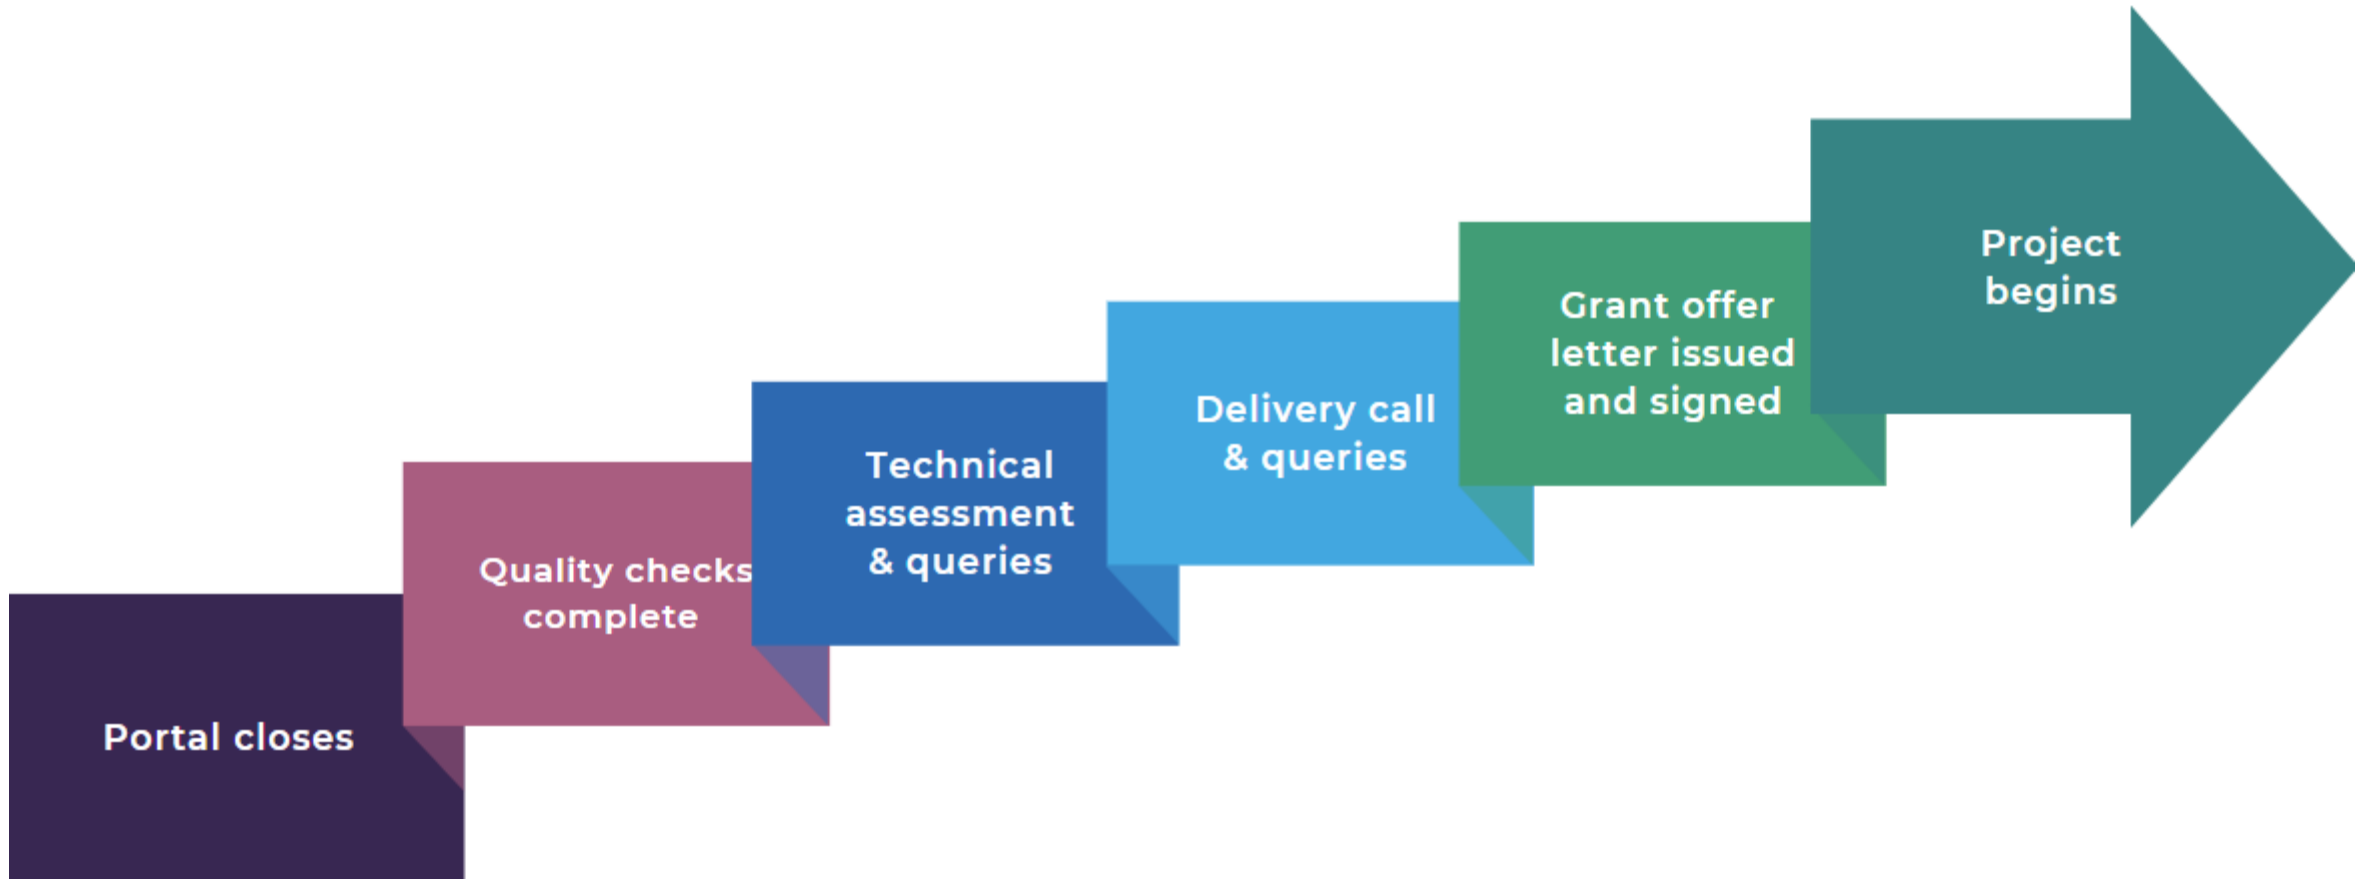 Portal closes
Quality checks
complete
Technical
assessment
& queries
Delivery call
& queries
Grant offer
letter issued
and signed
Project
begins